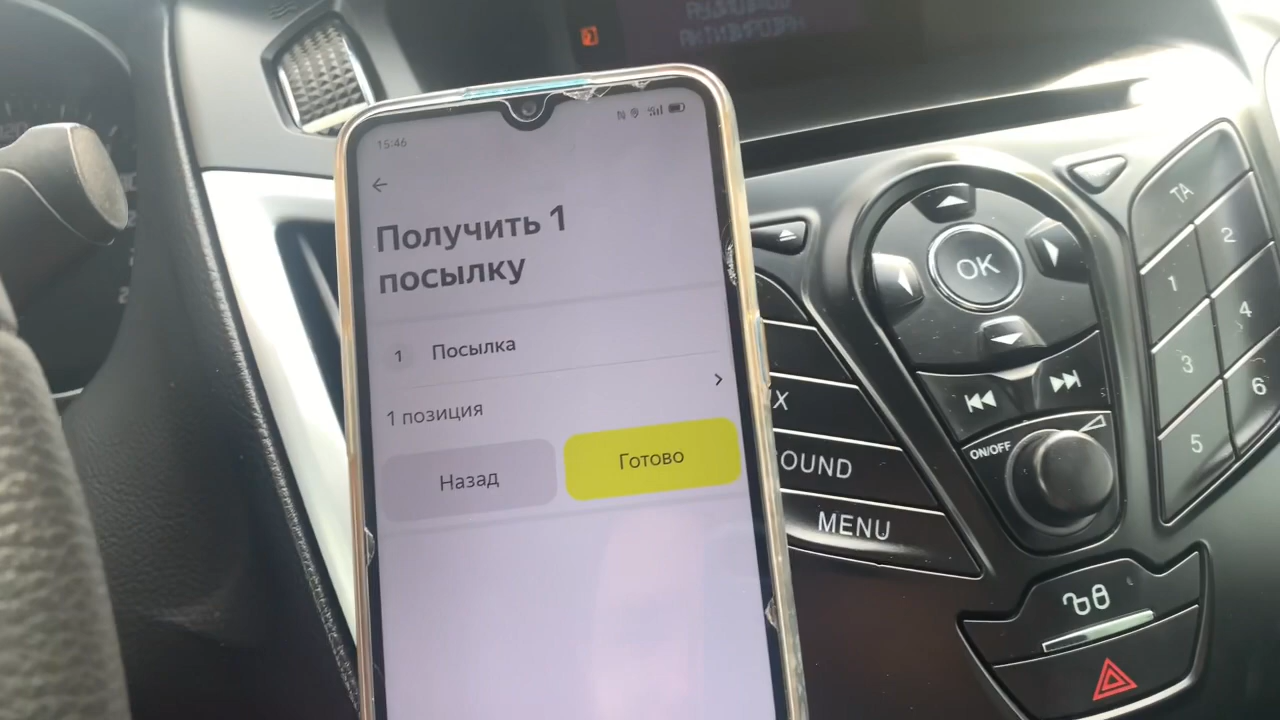 15:46
Получить 1
посылку
1 Посылка
1 позиция
Назад
Готово
OK
TA
1
2
3
4
5
6
ON/OFF
OUND
MENU